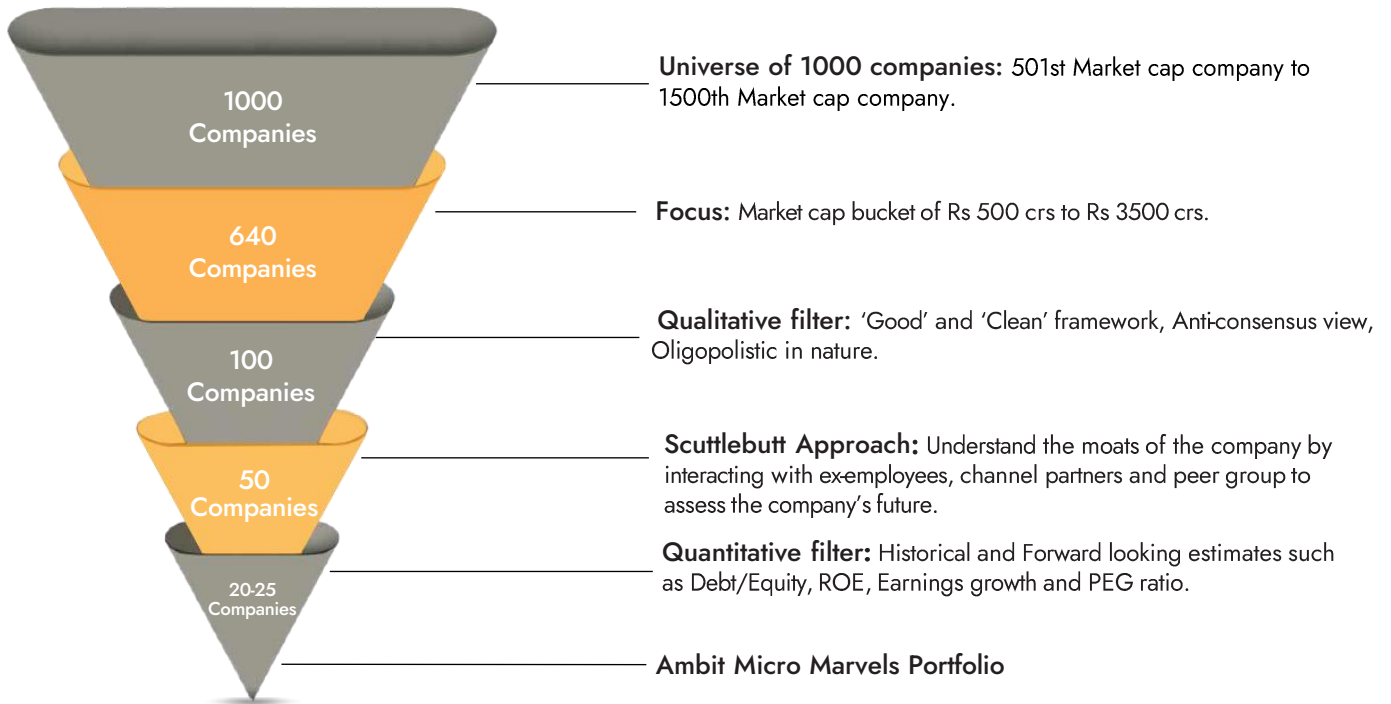 1000
Companies
Universe of 1000 companies: 501st Market cap company to
1500th Market cap company.
640
Companies
Focus: Market cap bucket of Rs 500 crs to Rs 3500 crs.
100
Companies
Qualitative filter: ‘Good’ and ‘Clean’ framework, Anti-consensus view,
Oligopolistic in nature.
50
Companies
Scuttlebutt Approach: Understand the moats of the company by
interacting with ex-employees, channel partners and peer group to
assess the company’s future.
20-25
Companies
Quantitative filter: Historical and Forward looking estimates such
as Debt/Equity, ROE, Earnings growth and PEG ratio.
Ambit Micro Marvels Portfolio